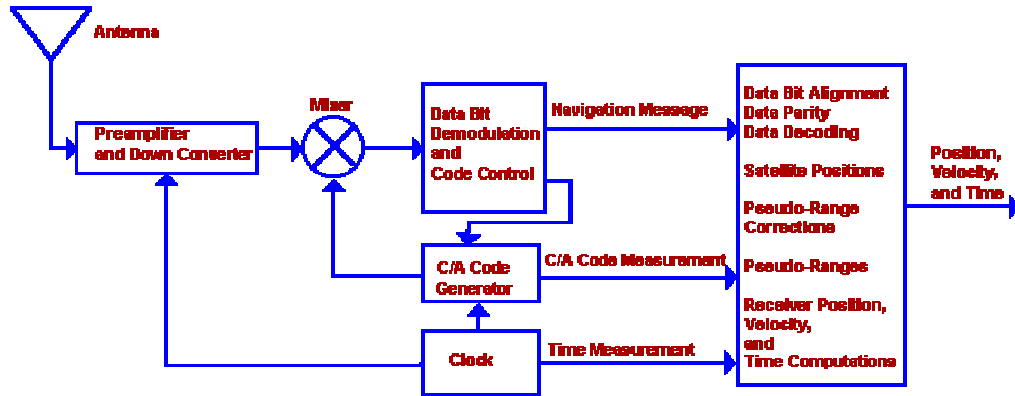 Antenna
Mixer
Preamplifier
and Down Converter
Data Bit
Demodulation
and
Code Control
Navigation Message
Data Bit Alignment
Data Parity
Data Decoding
Satellite Positions
Pseudo-Range
Corrections
Pseudo-Ranges
Receiver Position,
Velocity,
and
Time Computations
Position,
Velocity,
and Time
C/A Code
Generator
C/A Code Measurement
Clock
Time Measurement